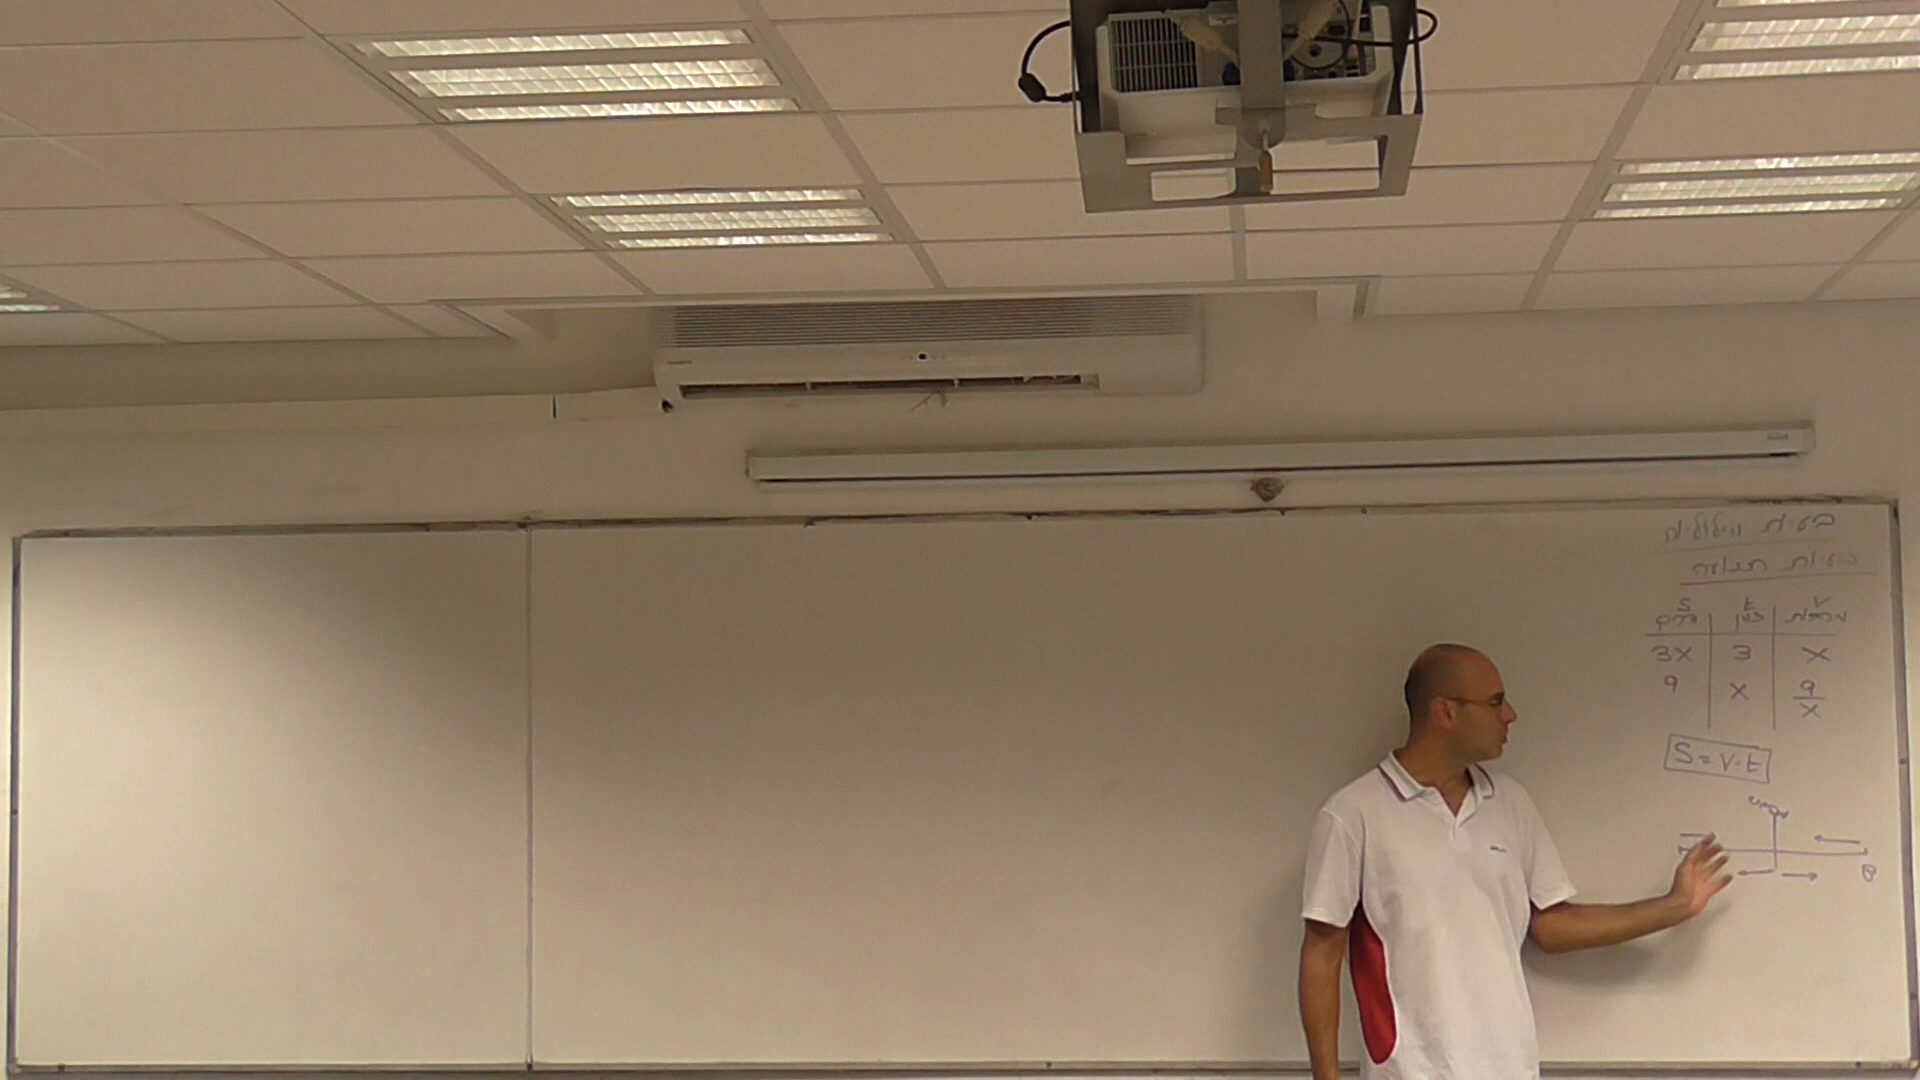 בעיות מילוליות
בעיות תנועה
V t S
מהירות זמן דרך
X 3 3X
9/X X 9
S = V·t
B